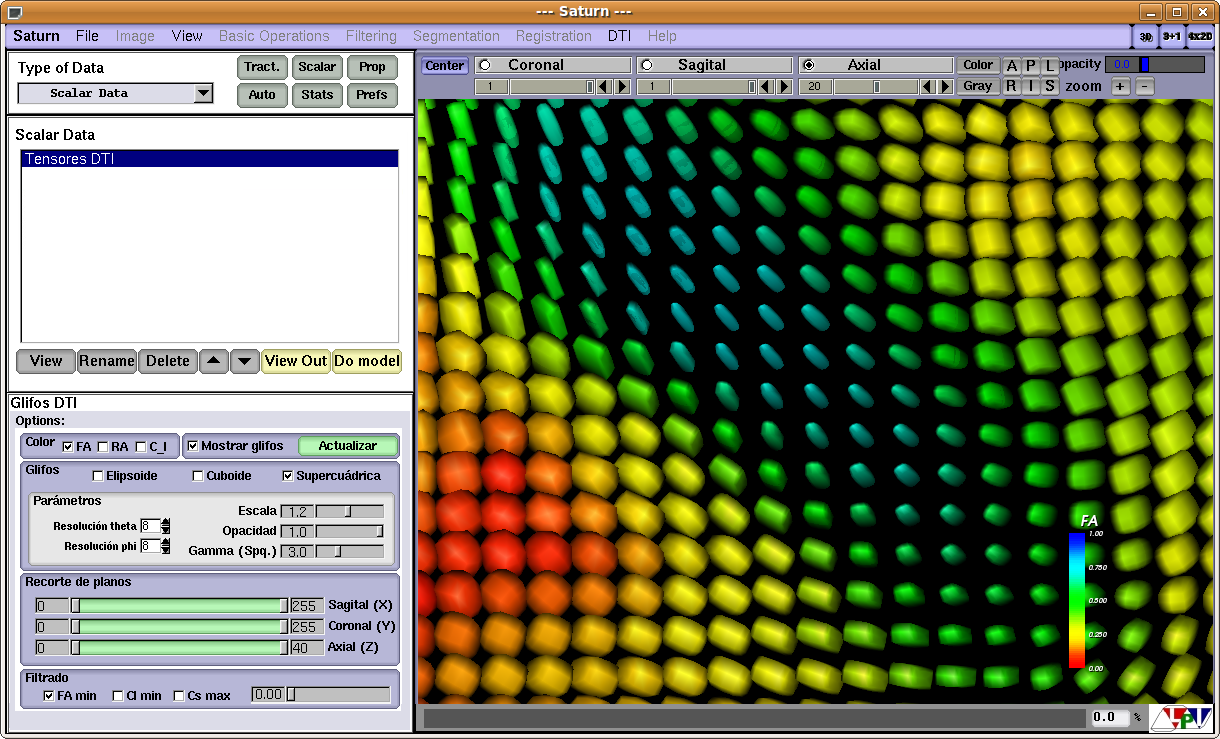 --- Saturn ---
Saturn File Image View Basic Operations Filtering Segmentation Registration DTI Help 3D 3+1 4x2D
Type of Data
Scalar Data
Tract. Scalar Prop
Auto Stats Prefs
Center Coronal Sagital Axial Color A P L opacity 0.0
1 1 20 Gray R I S zoom + -
Scalar Data
Tensores DTI
View Rename Delete View Out Do model
Glifos DTI
Options:
Color FA RA C_l Mostrar glifos Actualizar
Glifos
Elipsoide Cuboide Supercuádrica
Parámetros
Escala 1.2
Resolución theta 8 Opacidad 1.0
Resolución phi 8 Gamma (Spq.) 3.0
Recorte de planos
0 255 Sagital (X)
0 255 Coronal (Y)
0 40 Axial (Z)
Filtrado
FA min Cl min Cs max 0.00
FA
1.00
0.750
0.500
0.250
0.00
0.0 %